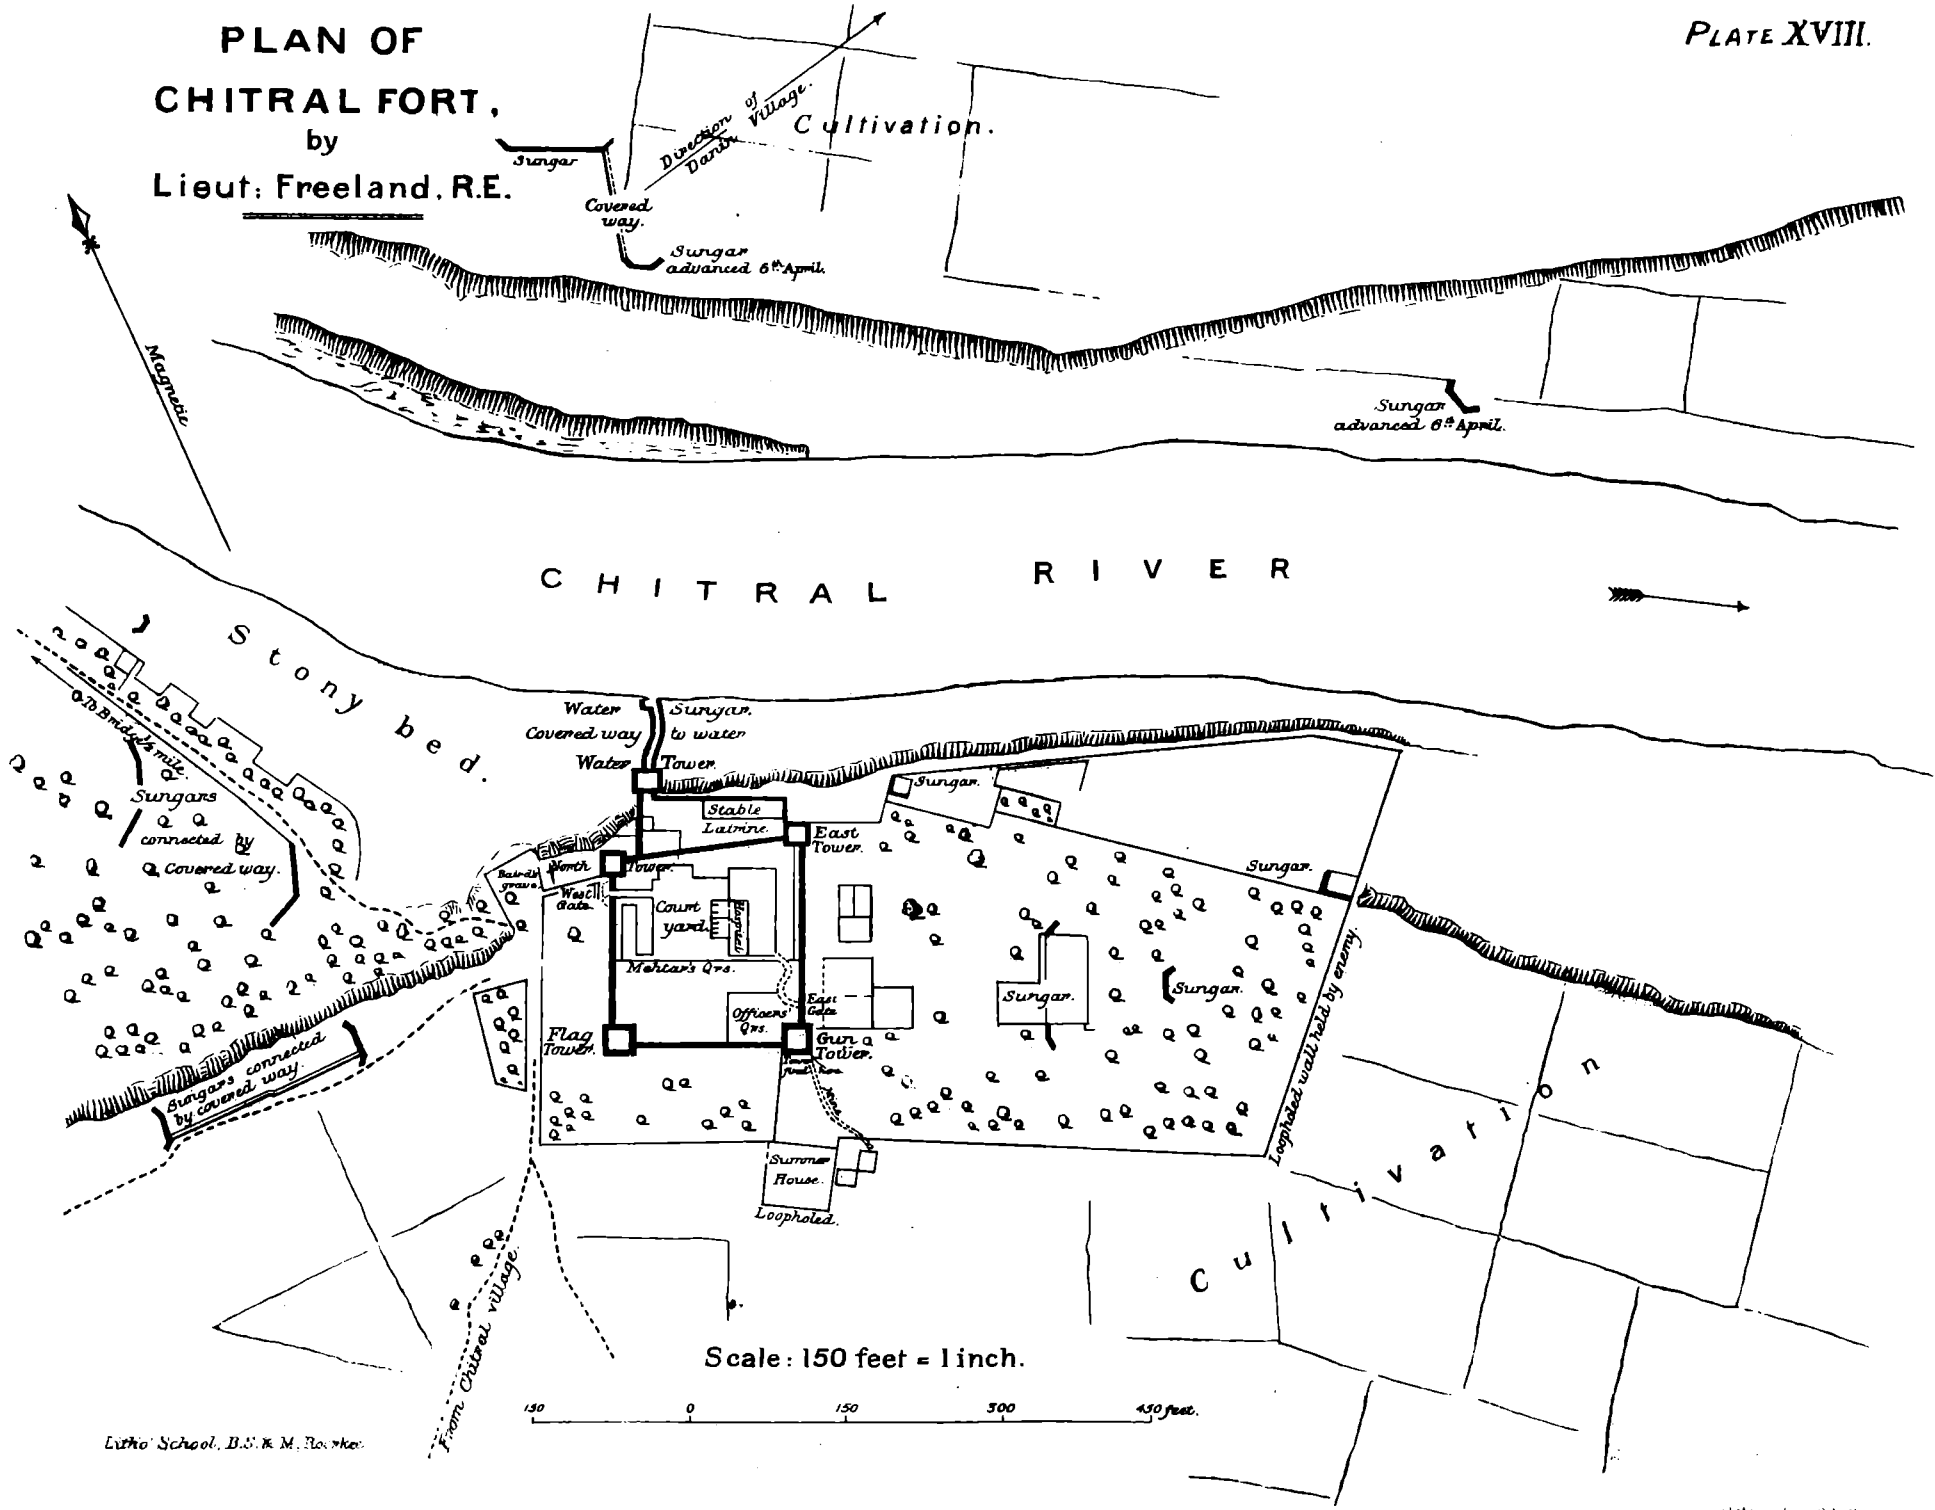 PLATE XVIII.
PLAN OF
CHITRAL FORT,
by
Lieut: Freeland, R.E.
Sungar
Direction of
Danin Village.
Cultivation.
Covered
way.
Sungar
advanced 6th April.
Magnetic
Sungar
advanced 6th April.
CHITRAL RIVER
Stony bed.
To Bridge ½ mile.
Sungars
connected by
Covered way.
Water Sungar.
Covered way to water
Water Tower.
Stable
Latrine.
East
Tower.
Sungar.
Sungar.
North Tower.
Baird's
grave.
West
Gate.
Court
yard.
Hospital
Mehtar's Qrs.
Officers'
Qrs.
East
Gate
Flag
Tower.
Gun
Tower.
Mine
Sungar.
Sungar.
Loopholed wall held by enemy.
Sungars connected
by covered way.
Summer
House.
Loopholed.
Cultivation
From Chitral village
Scale: 150 feet = 1 inch.
150 0 150 300 450 feet.
Litho School, B.S. & M. Roorkee